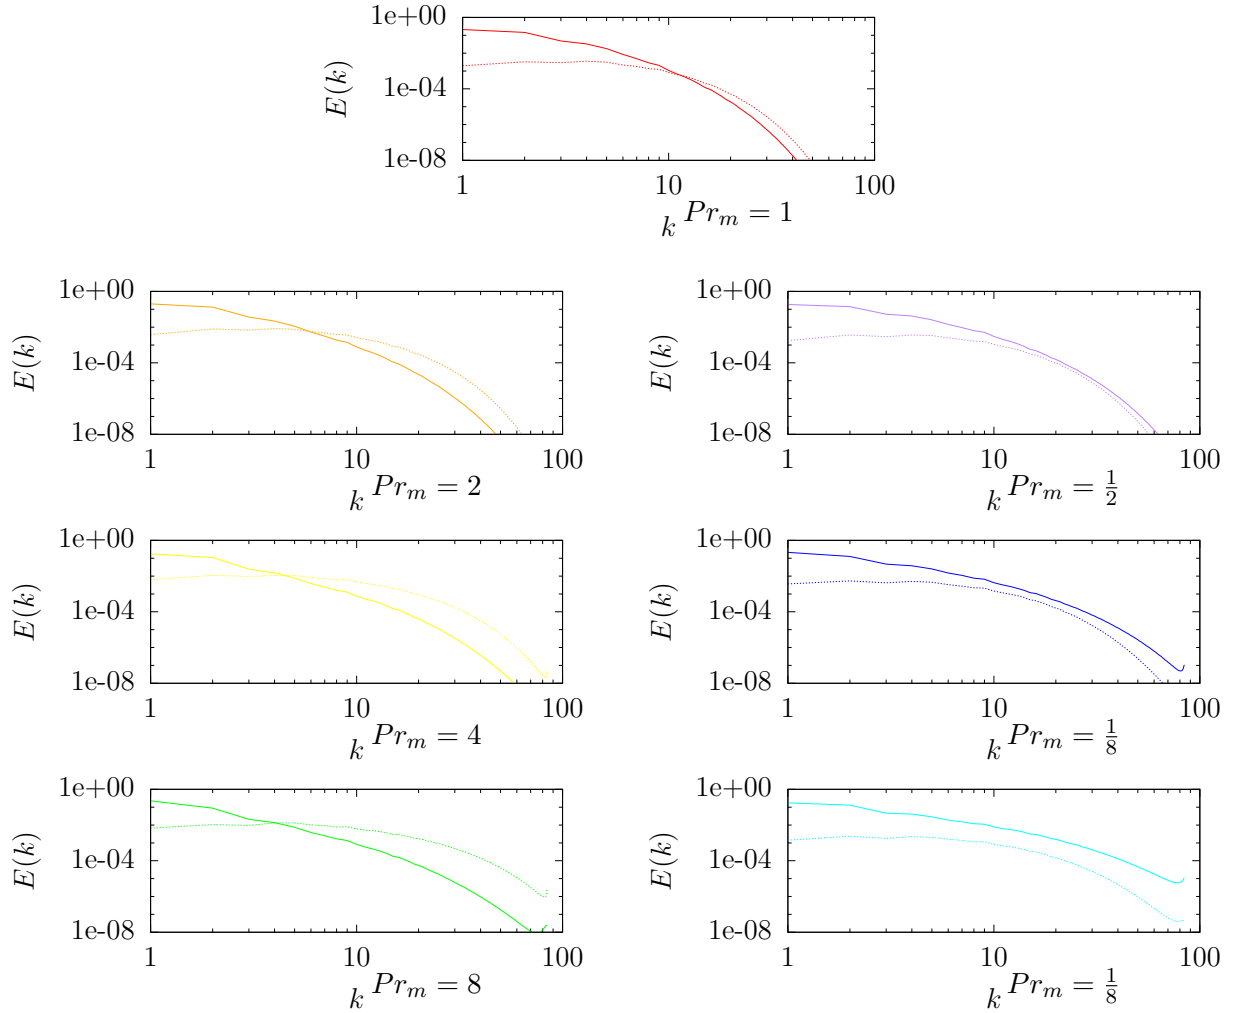 1e+00
E(k)
1e-04
1e-08
1 10 100
k Pr_m = 1
1e+00 1e+00
E(k) E(k)
1e-04 1e-04
1e-08 1e-08
1 10 100 1 10 100
k Pr_m = 2 k Pr_m = 1/2
1e+00 1e+00
E(k) E(k)
1e-04 1e-04
1e-08 1e-08
1 10 100 1 10 100
k Pr_m = 4 k Pr_m = 1/8
1e+00 1e+00
E(k) E(k)
1e-04 1e-04
1e-08 1e-08
1 10 100 1 10 100
k Pr_m = 8 k Pr_m = 1/8